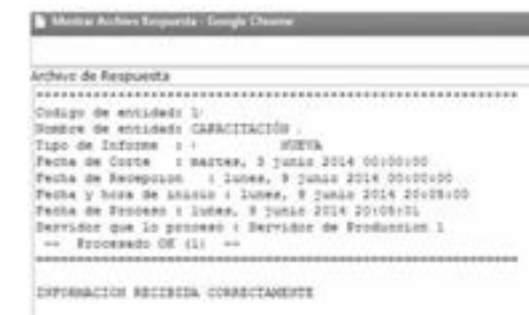 Mostrar Archivo Respuesta - Google Chrome
Archivo de Respuesta
************************************************************
Codigo de entidad: 1
Nombre de entidad: CAPACITACIÓN .
Tipo de Informe : : NUEVA
Fecha de Corte : martes, 3 junio 2014 00:00:00
Fecha de Recepcion : lunes, 9 junio 2014 00:00:00
Fecha y hora de inicio : lunes, 9 junio 2014 20:05:00
Fecha de Proceso : lunes, 9 junio 2014 20:05:01
Servidor que lo proceso : Servidor de Produccion 1
-- Procesado OK (1) --
************************************************************
INFORMACION RECIBIDA CORRECTAMENTE